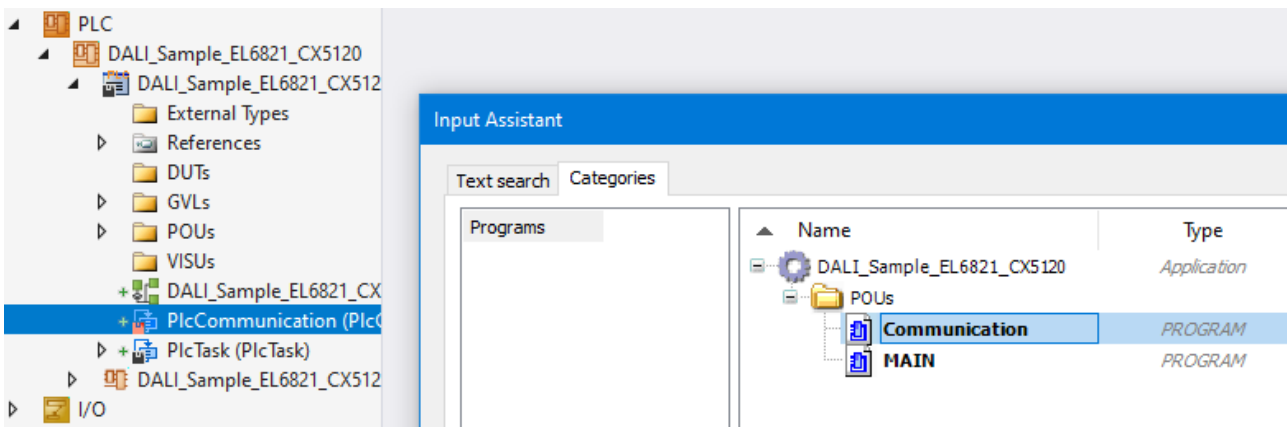 PLC
DALI_Sample_EL6821_CX5120
DALI_Sample_EL6821_CX512
External Types
References
DUTs
GVLs
POUs
VISUs
DALI_Sample_EL6821_CX
PlcCommunication (PlcC
PlcTask (PlcTask)
DALI_Sample_EL6821_CX512
I/O
Input Assistant
Text search Categories
Programs
Name Type
DALI_Sample_EL6821_CX5120 Application
POUs
Communication PROGRAM
MAIN PROGRAM